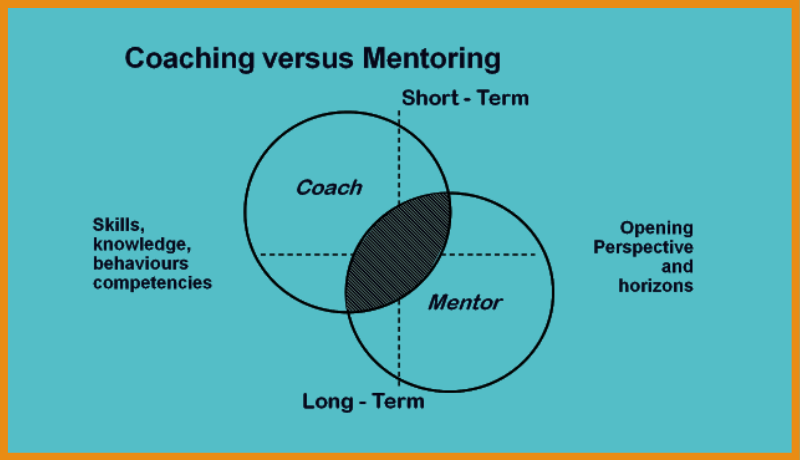 Coaching versus Mentoring
Short - Term
Coach
Skills,
knowledge,
behaviours
competencies
Opening
Perspective
and
horizons
Mentor
Long - Term